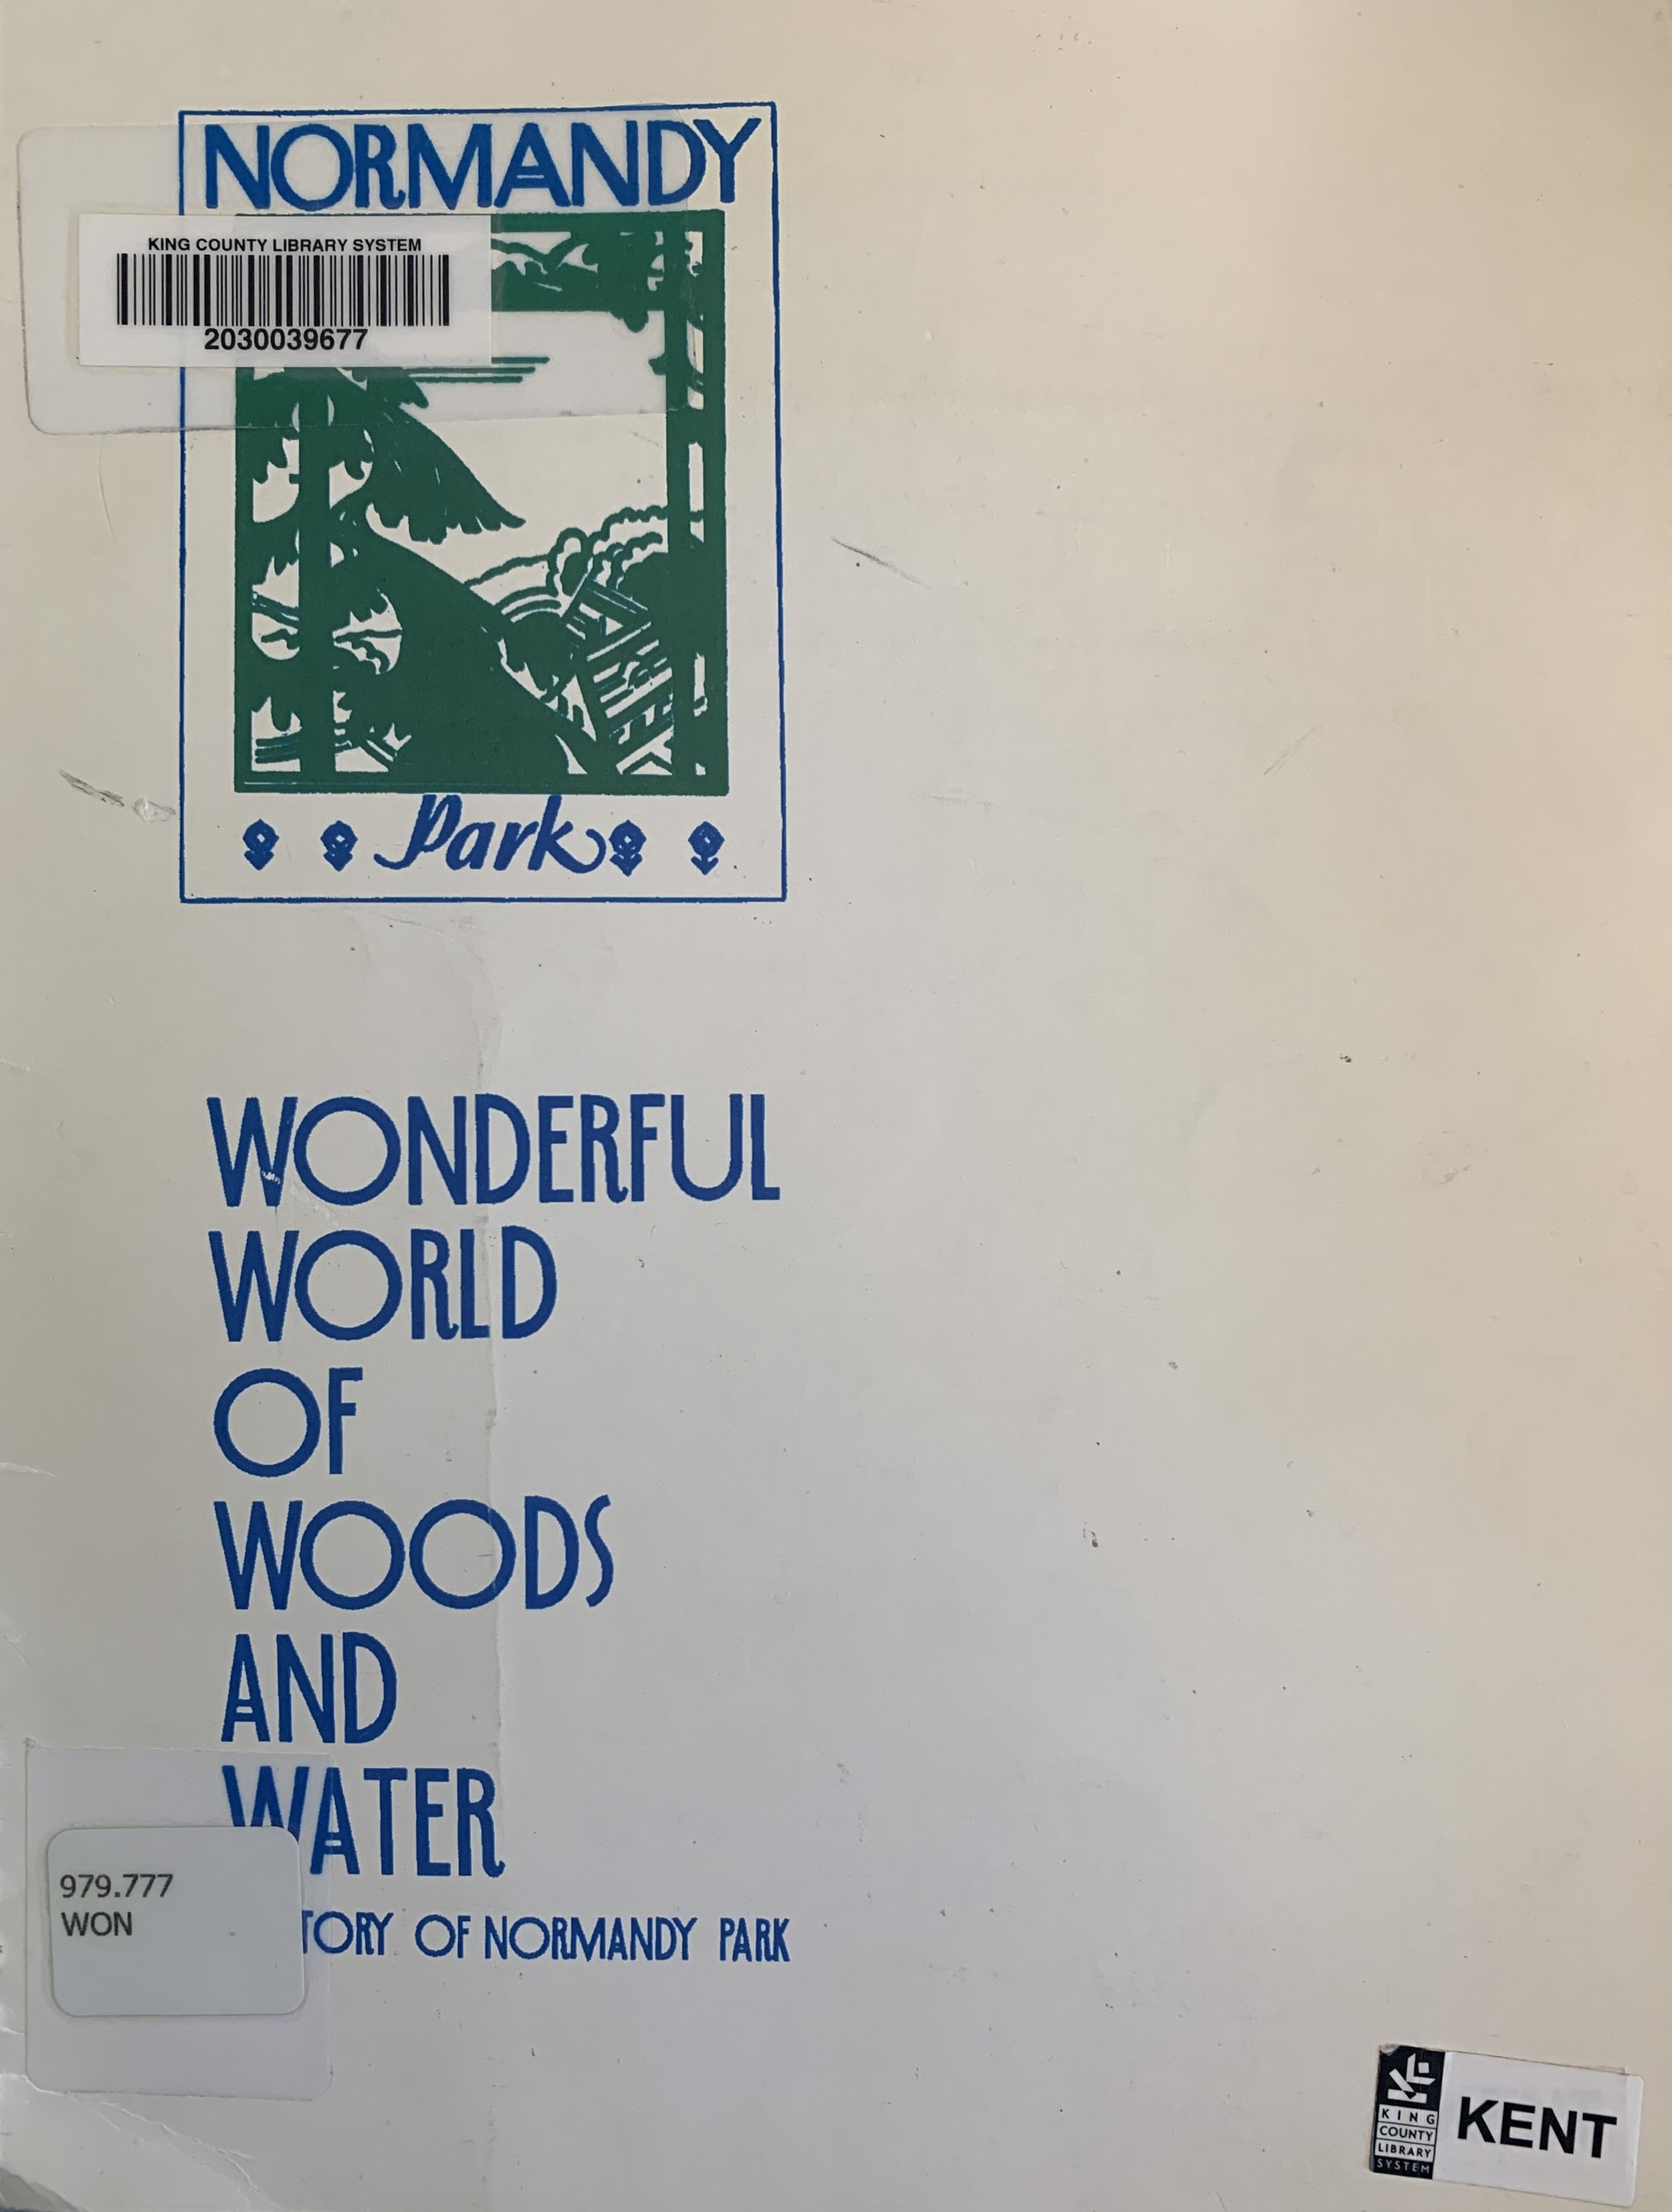 NORMANDY
KING COUNTY LIBRARY SYSTEM
2030039677
Park
WONDERFUL
WORLD
OF
WOODS
AND
WATER
979.777
WON
TORY OF NORMANDY PARK
KING
COUNTY
LIBRARY
SYSTEM
KENT